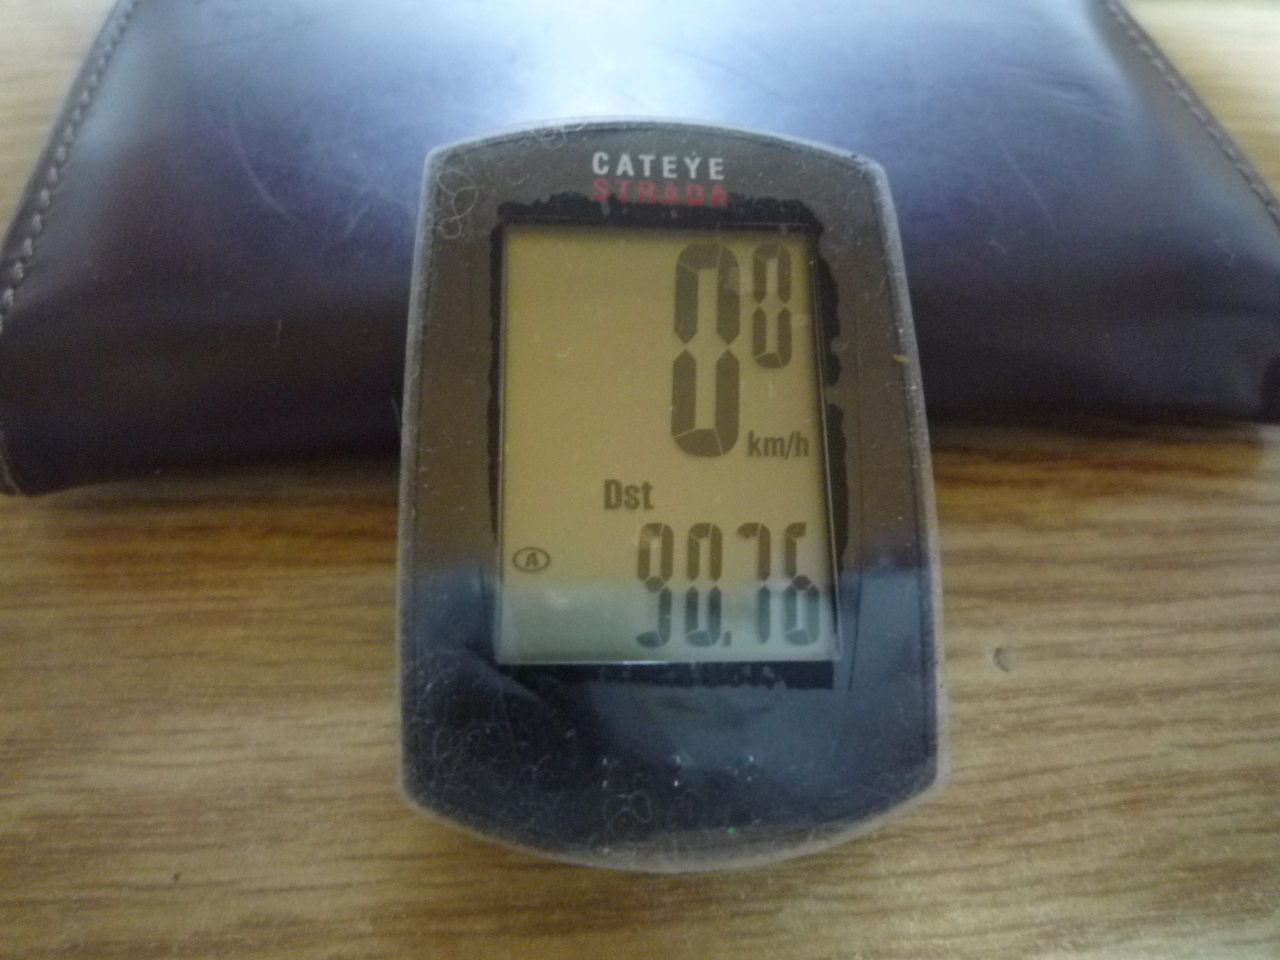 CATEYE
STRADA
0.0
km/h
Dst
A
90.76